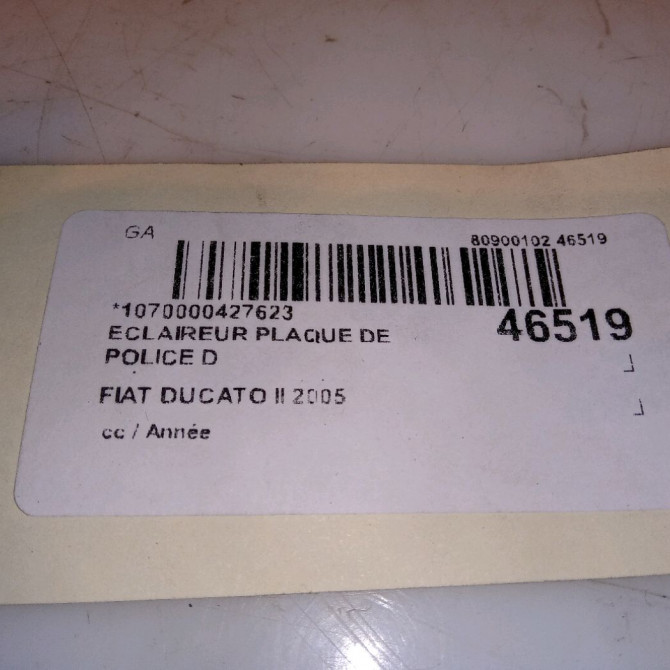 GA
80900102 46519
*1070000427623
46519
ECLAIREUR PLAQUE DE
POLICE D
FIAT DUCATO II 2005
cc / Année